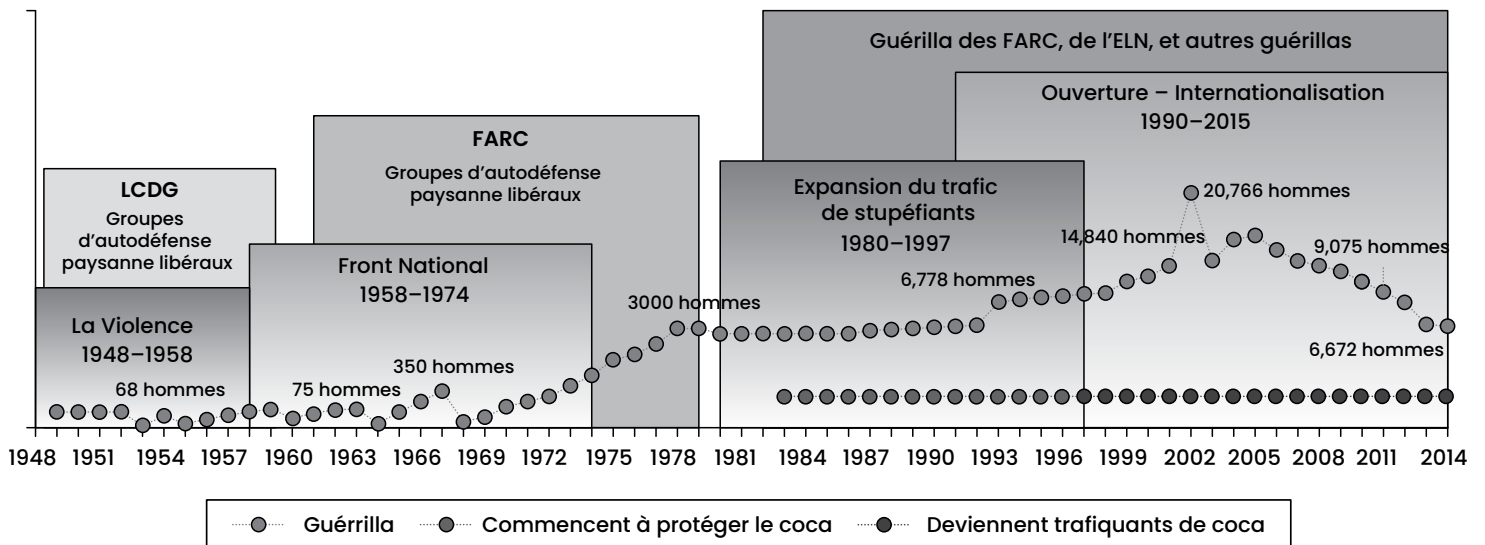 Guérilla des FARC, de l’ELN, et autres guérillas
Ouverture – Internationalisation
1990–2015
FARC
Groupes d’autodéfense
paysanne libéraux
LCDG
Groupes
d’autodéfense
paysanne libéraux
Expansion du trafic
de stupéfiants
1980–1997
Front National
1958–1974
La Violence
1948–1958
68 hommes
75 hommes
350 hommes
3000 hommes
6,778 hommes
14,840 hommes
20,766 hommes
9,075 hommes
6,672 hommes
1948 1951 1954 1957 1960 1963 1966 1969 1972 1975 1978 1981 1984 1987 1990 1993 1996 1999 2002 2005 2008 2011 2014
Guérrilla Commencent à protéger le coca Deviennent trafiquants de coca